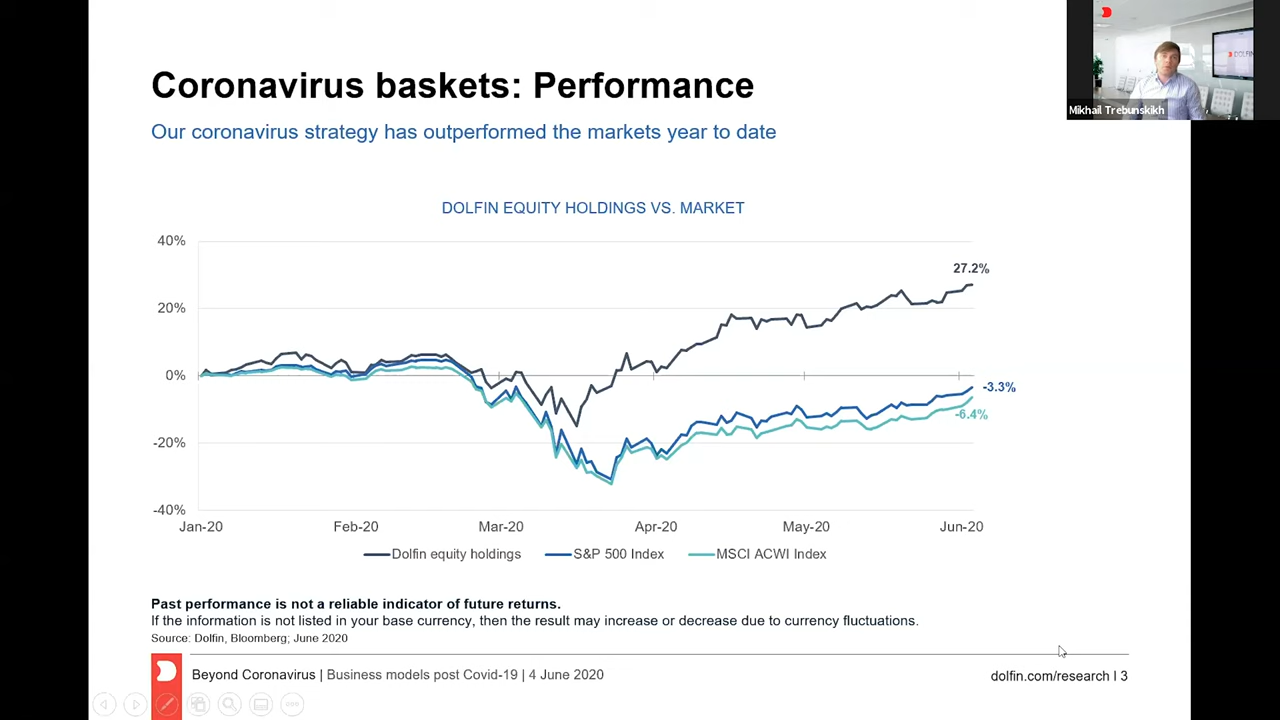 Coronavirus baskets: Performance
Our coronavirus strategy has outperformed the markets year to date
DOLFIN
Mikhail Trebunskikh
DOLFIN EQUITY HOLDINGS VS. MARKET
40%
20%
0%
-20%
-40%
27.2%
-3.3%
-6.4%
Jan-20 Feb-20 Mar-20 Apr-20 May-20 Jun-20
Dolfin equity holdings S&P 500 Index MSCI ACWI Index
Past performance is not a reliable indicator of future returns.
If the information is not listed in your base currency, then the result may increase or decrease due to currency fluctuations.
Source: Dolfin, Bloomberg; June 2020
Beyond Coronavirus | Business models post Covid-19 | 4 June 2020
dolfin.com/research I 3